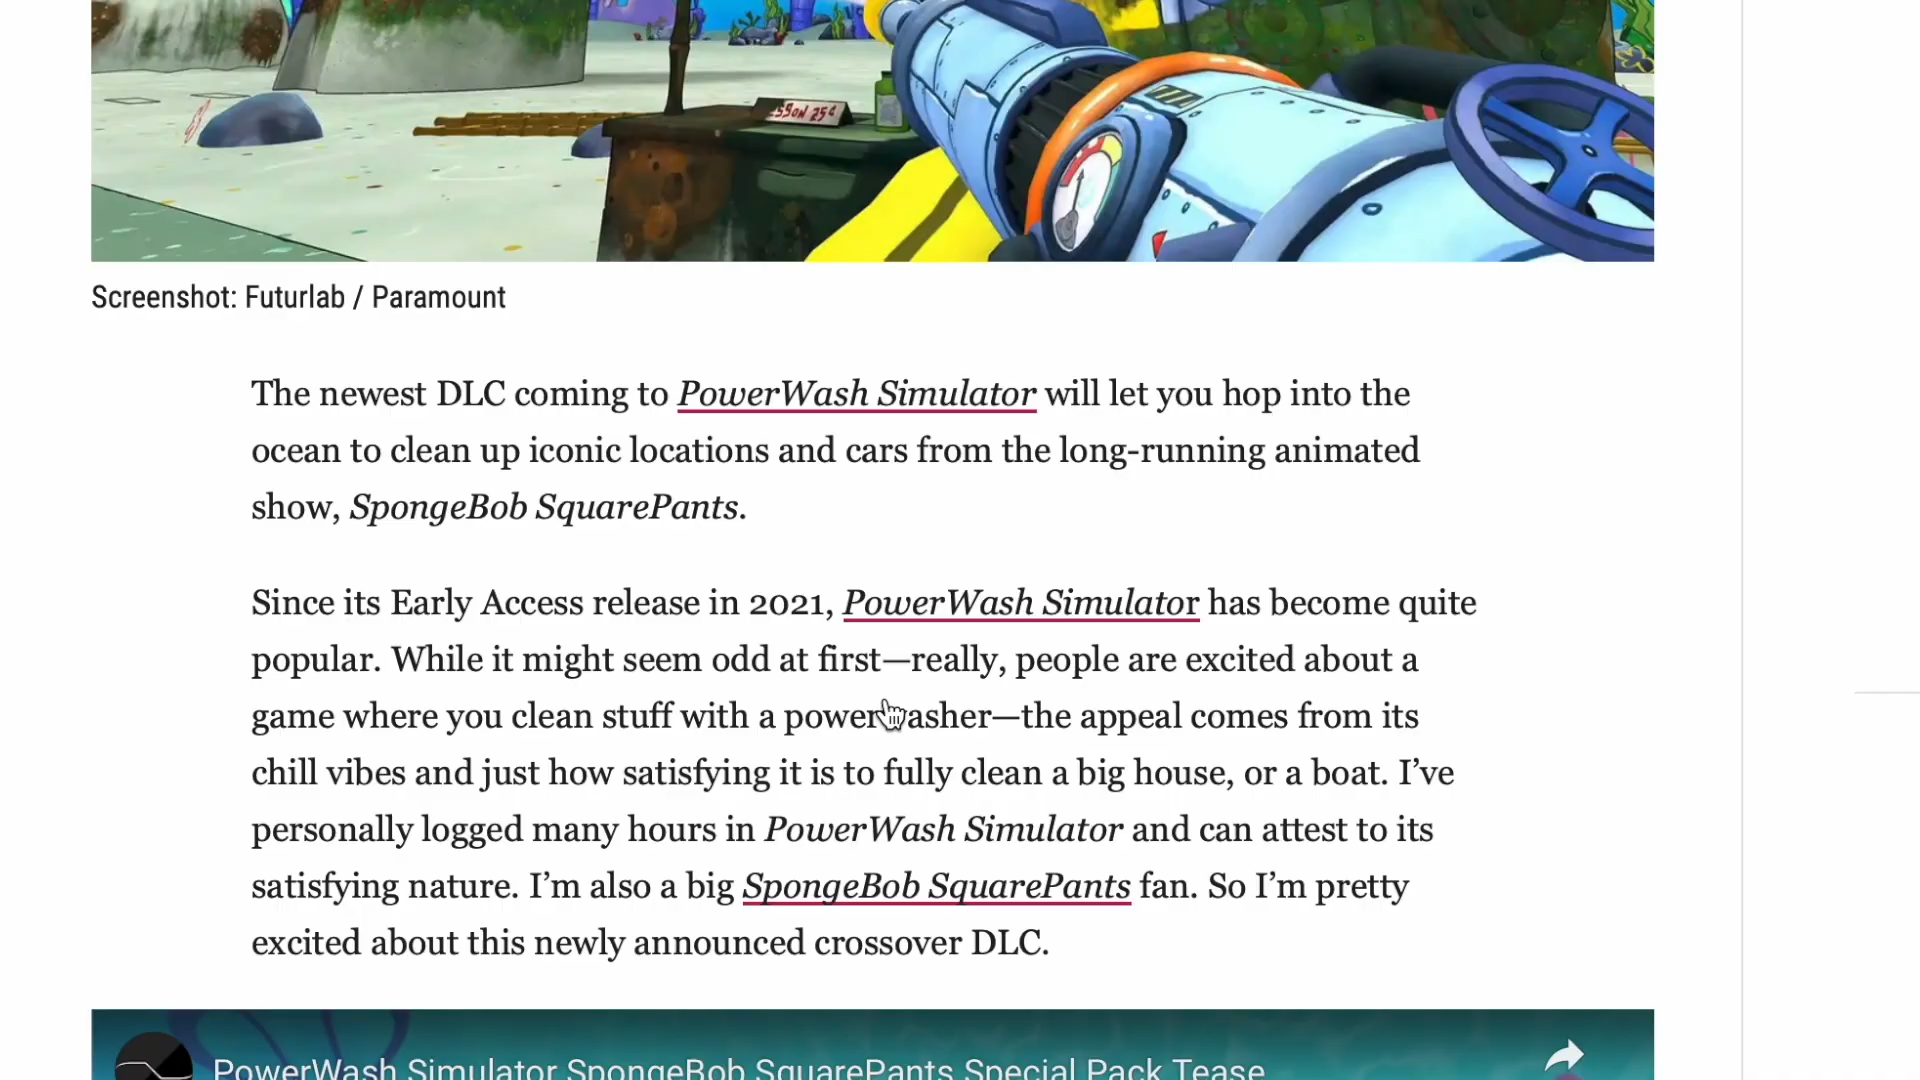 SSON 25¢
Screenshot: Futurlab / Paramount
The newest DLC coming to PowerWash Simulator will let you hop into the
ocean to clean up iconic locations and cars from the long-running animated
show, SpongeBob SquarePants.
Since its Early Access release in 2021, PowerWash Simulator has become quite
popular. While it might seem odd at first—really, people are excited about a
game where you clean stuff with a power washer—the appeal comes from its
chill vibes and just how satisfying it is to fully clean a big house, or a boat. I’ve
personally logged many hours in PowerWash Simulator and can attest to its
satisfying nature. I’m also a big SpongeBob SquarePants fan. So I’m pretty
excited about this newly announced crossover DLC.
PowerWash Simulator SpongeBob SquarePants Special Pack Tease